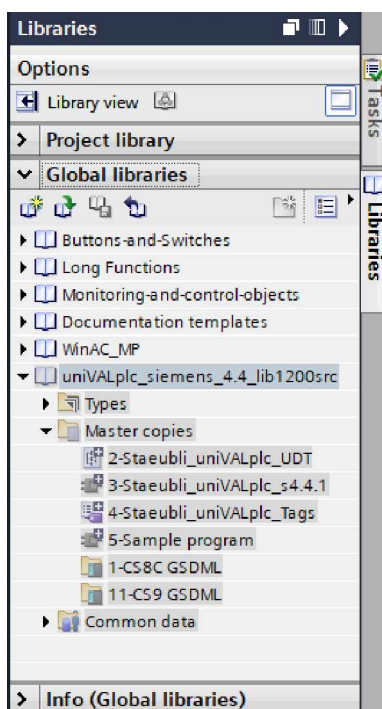 Libraries
Options
Library view
Project library
Global libraries
Buttons-and-Switches
Long Functions
Monitoring-and-control-objects
Documentation templates
WinAC_MP
uniVALplc_siemens_4.4_lib1200src
Types
Master copies
2-Staeubli_uniVALplc_UDT
3-Staeubli_uniVALplc_s4.4.1
4-Staeubli_uniVALplc_Tags
5-Sample program
1-CS8C GSDML
11-CS9 GSDML
Common data
Info (Global libraries)
Tasks
Libraries